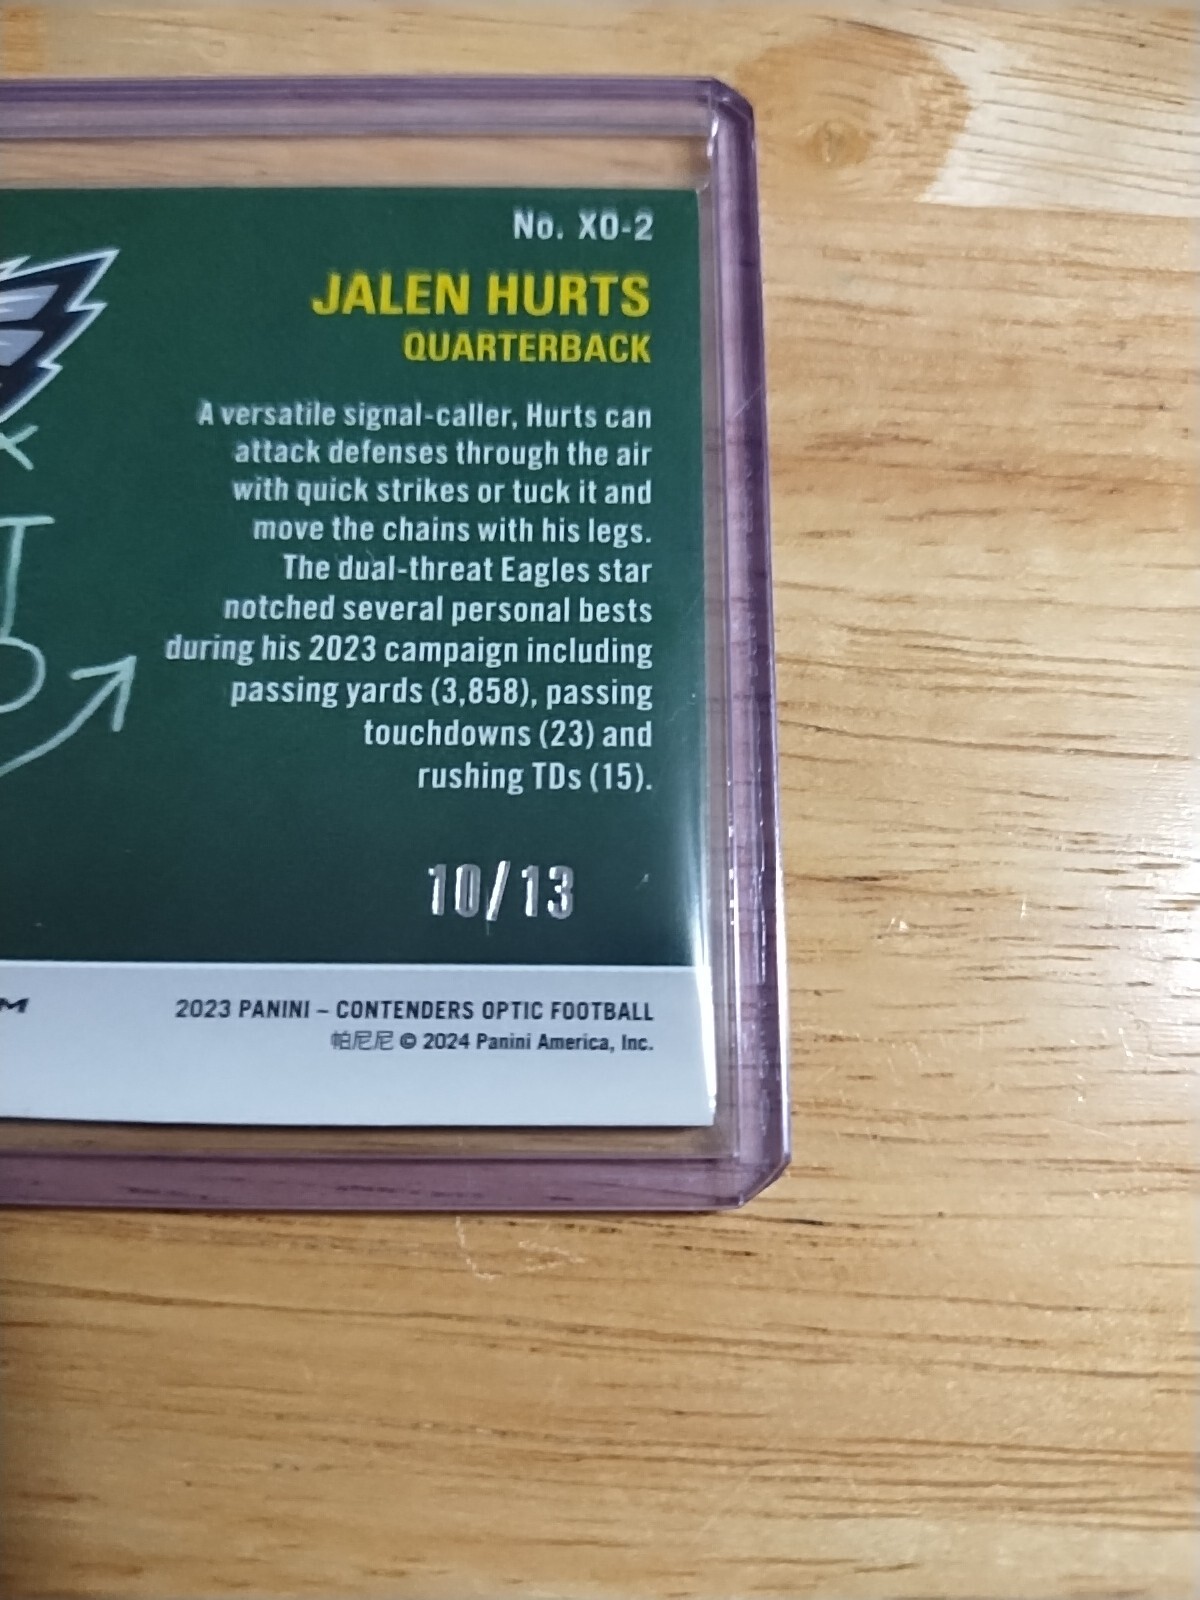 No. XO-2
JALEN HURTS
QUARTERBACK
A versatile signal-caller, Hurts can
attack defenses through the air
with quick strikes or tuck it and
move the chains with his legs.
The dual-threat Eagles star
notched several personal bests
during his 2023 campaign including
passing yards (3,858), passing
touchdowns (23) and
rushing TDs (15).
10/13
2023 PANINI – CONTENDERS OPTIC FOOTBALL
帕尼尼 © 2024 Panini America, Inc.